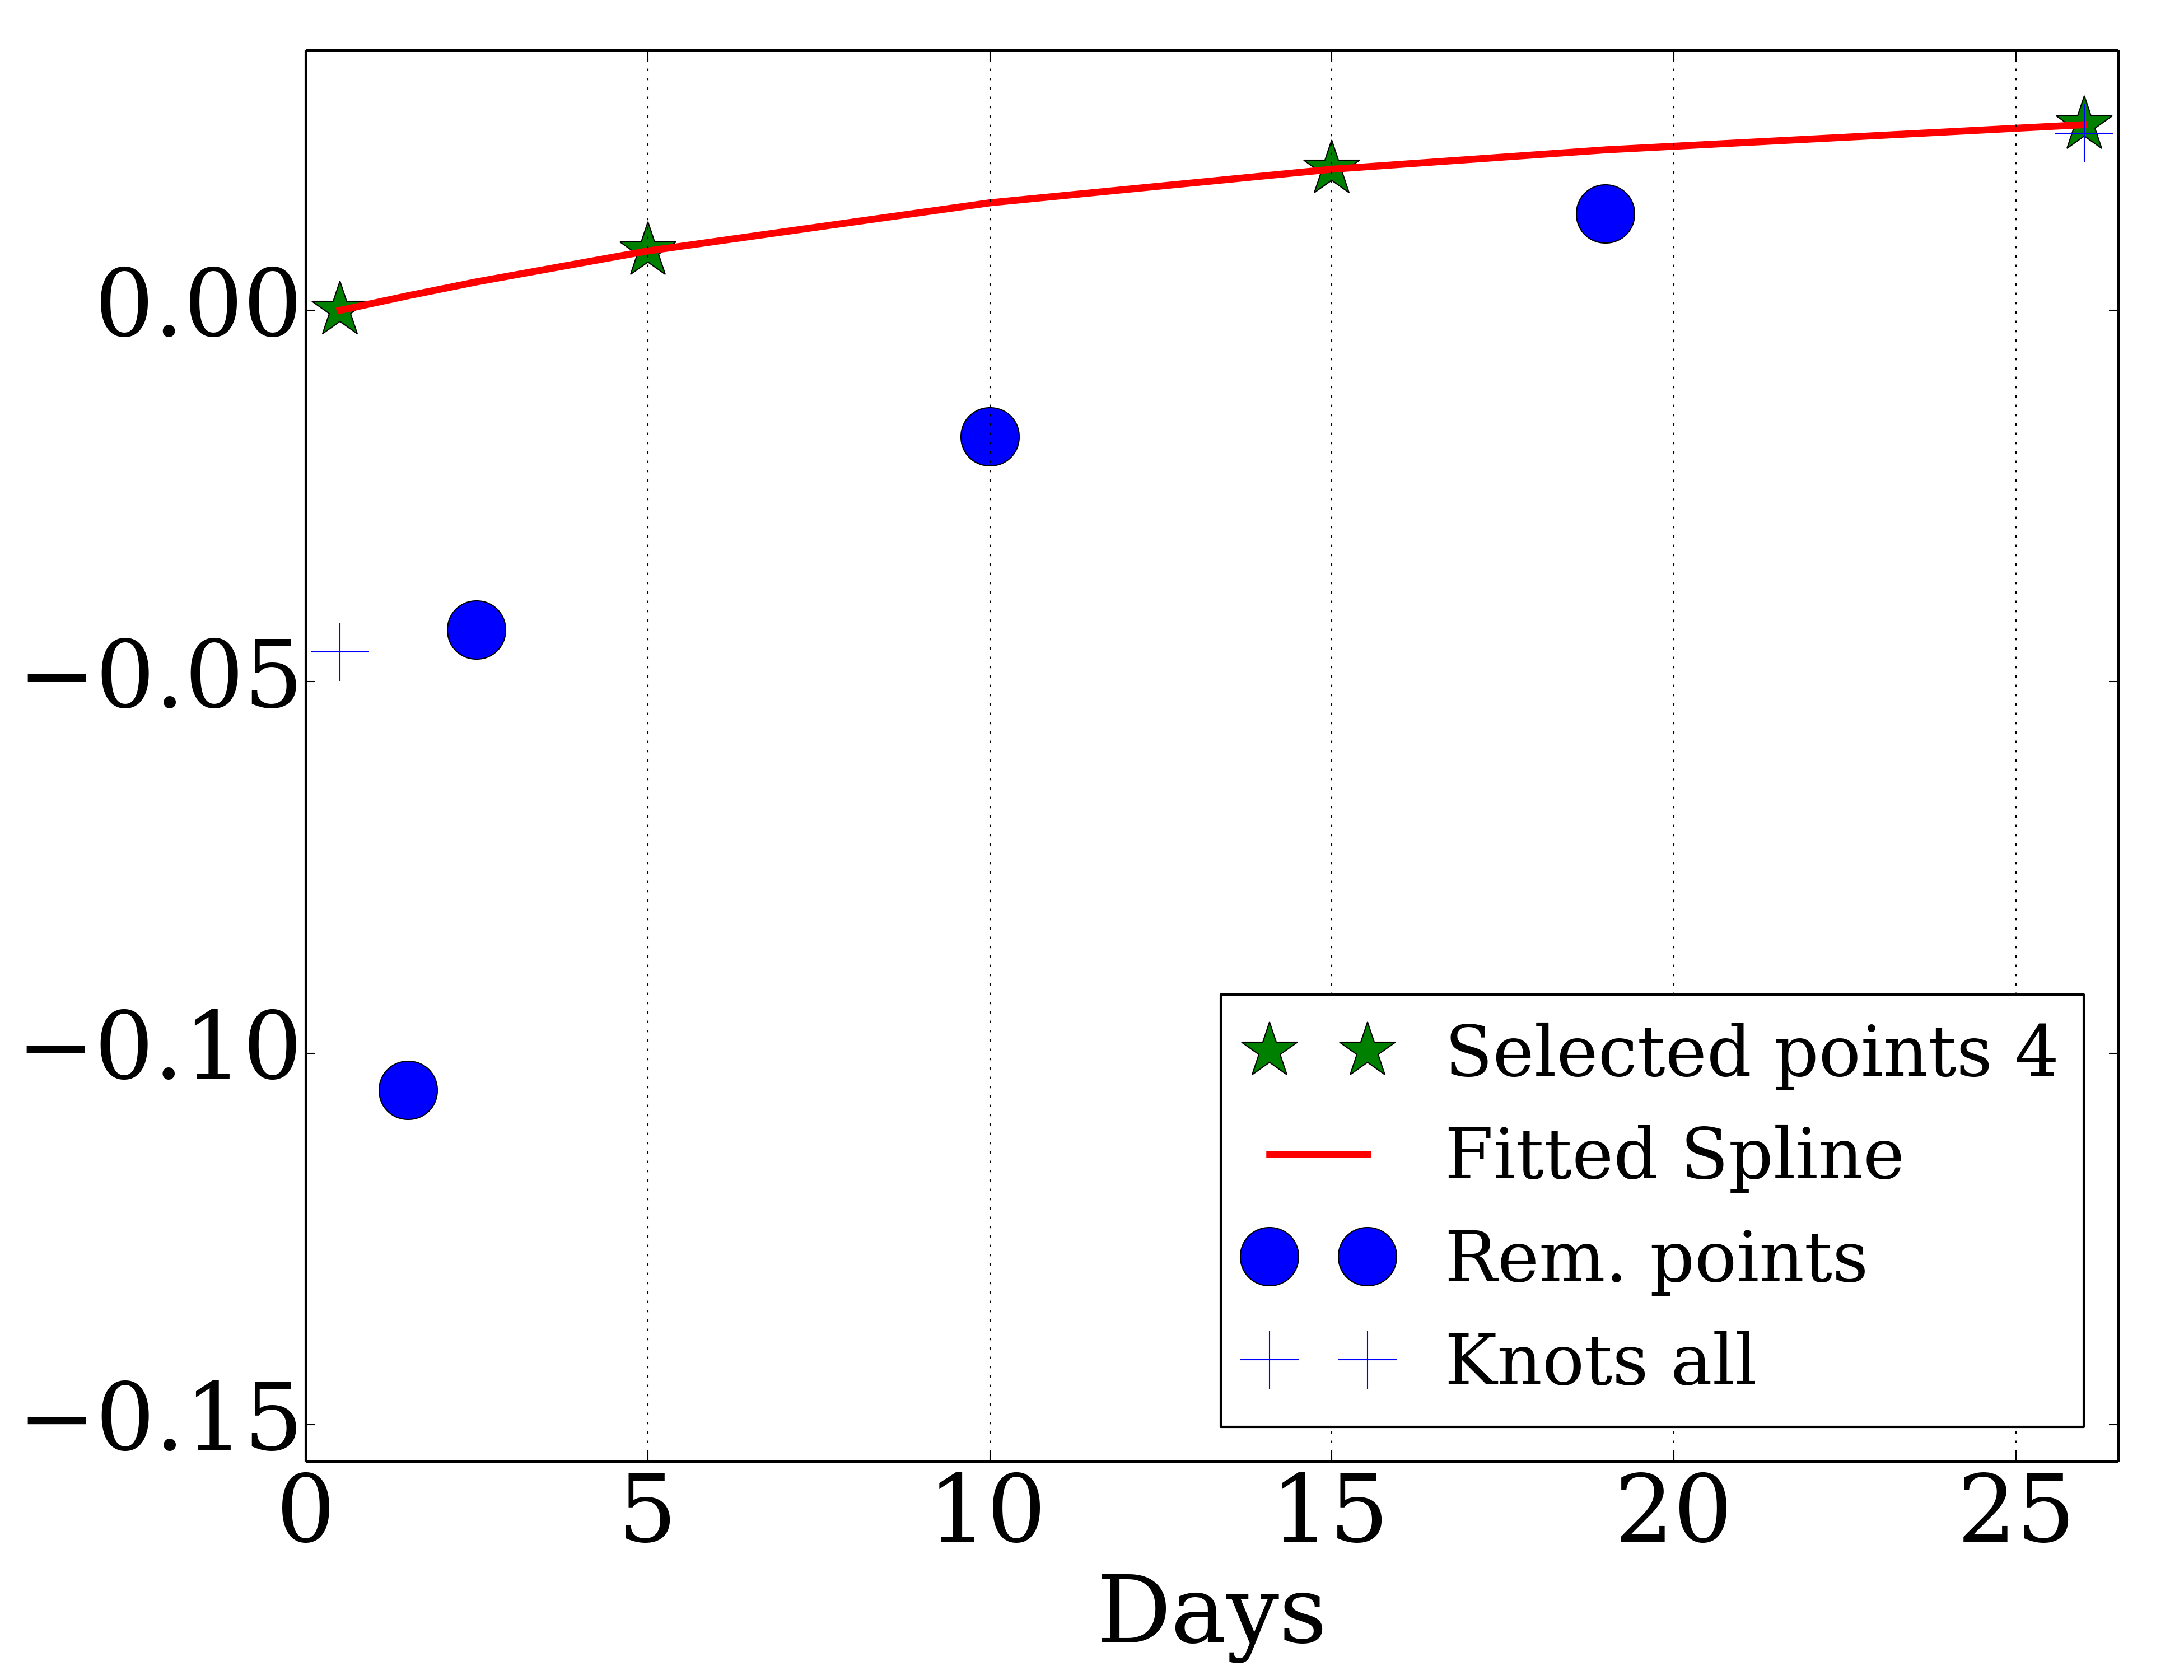 0.00
−0.05
−0.10
−0.15
0 5 10 15 20 25
Days
Selected points 4
Fitted Spline
Rem. points
Knots all